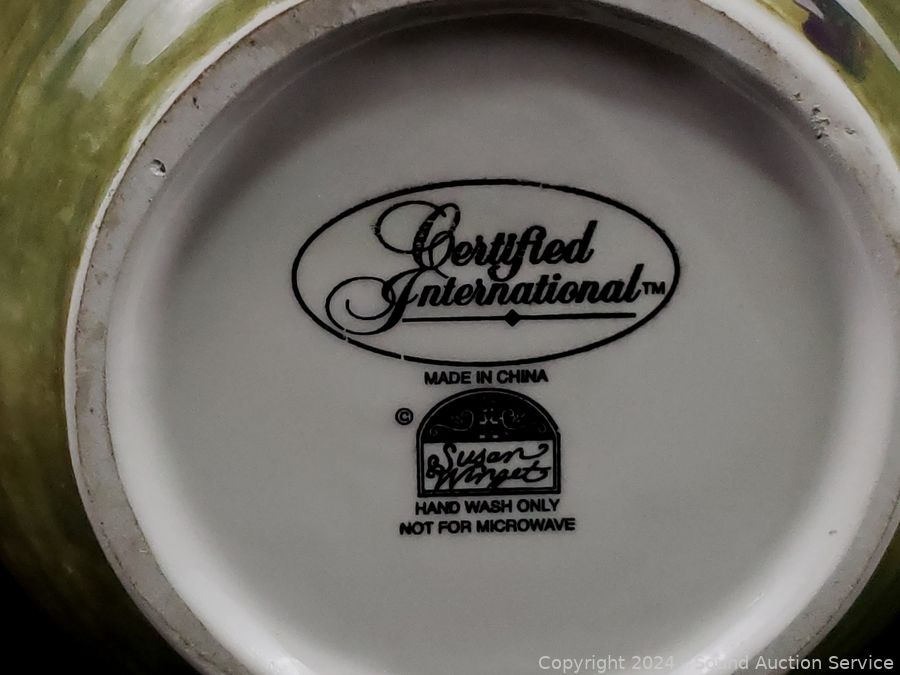 Certified
International™
MADE IN CHINA
©
Susan
Winget
HAND WASH ONLY
NOT FOR MICROWAVE
Copyright 2024 - Sound Auction Service